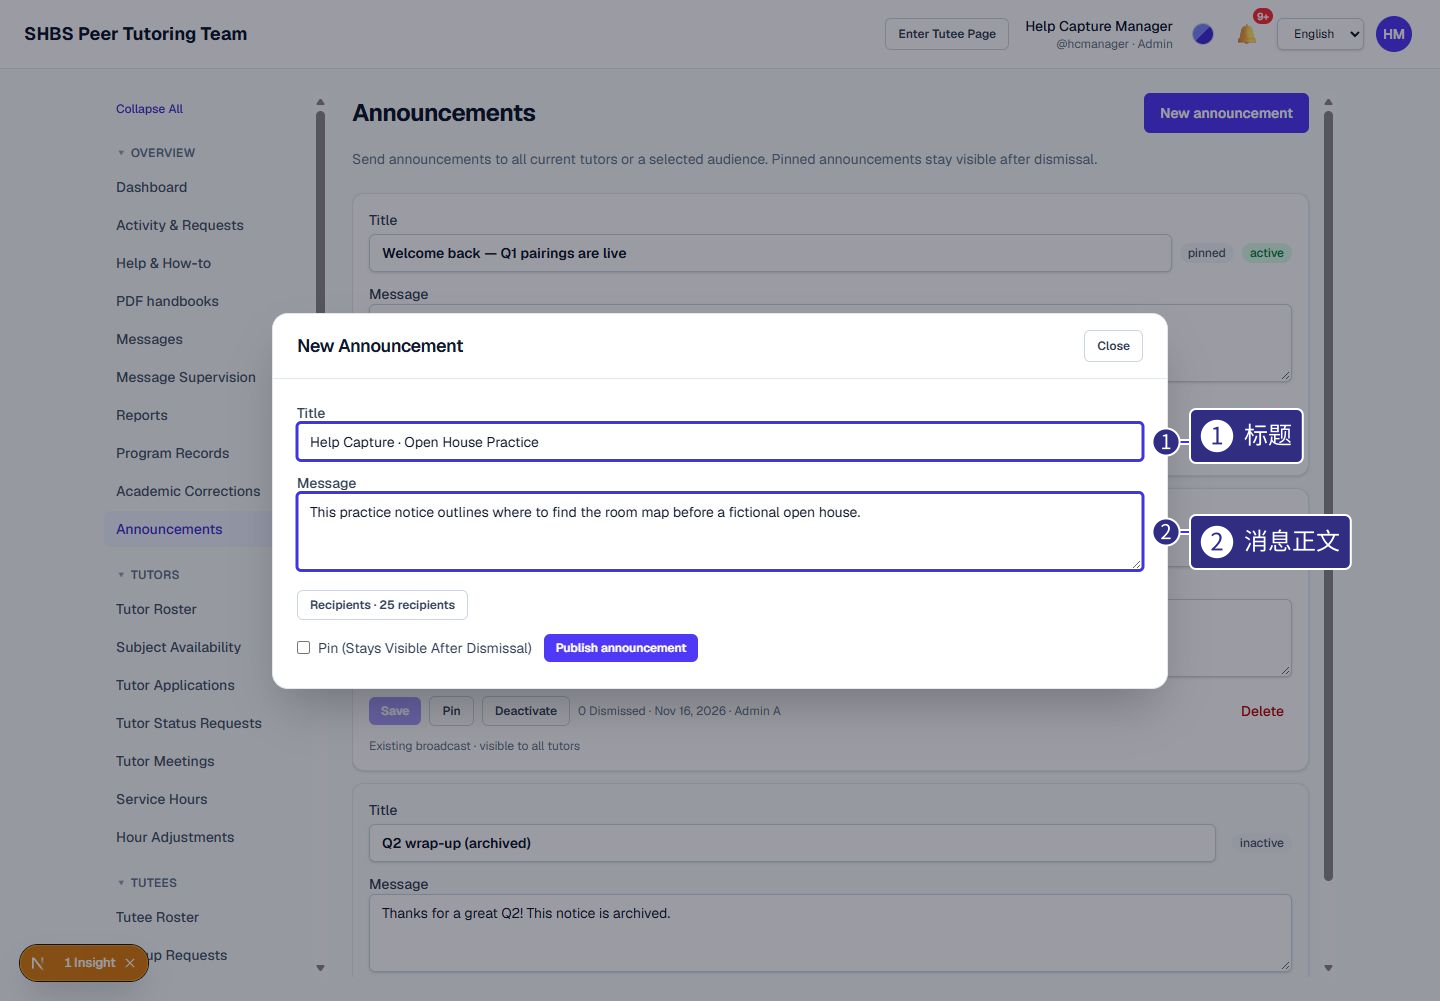 SHBS Peer Tutoring Team
Enter Tutee Page
Help Capture Manager
@hcmanager · Admin
9+
English
HM
Collapse All
OVERVIEW
Dashboard
Activity & Requests
Help & How-to
PDF handbooks
Messages
Message Supervision
Reports
Program Records
Academic Corrections
Announcements
TUTORS
Tutor Roster
Subject Availability
Tutor Applications
Tutor Status Requests
Tutor Meetings
Service Hours
Hour Adjustments
TUTEES
Tutee Roster
up Requests
1 Insight
Announcements
New announcement
Send announcements to all current tutors or a selected audience. Pinned announcements stay visible after dismissal.
Title
Welcome back — Q1 pairings are live
pinned
active
Message
New Announcement
Close
Title
Help Capture · Open House Practice
1
1 标题
Message
This practice notice outlines where to find the room map before a fictional open house.
2
2 消息正文
Recipients · 25 recipients
Pin (Stays Visible After Dismissal)
Publish announcement
Save
Pin
Deactivate
0 Dismissed · Nov 16, 2026 · Admin A
Delete
Existing broadcast · visible to all tutors
Title
Q2 wrap-up (archived)
inactive
Message
Thanks for a great Q2! This notice is archived.